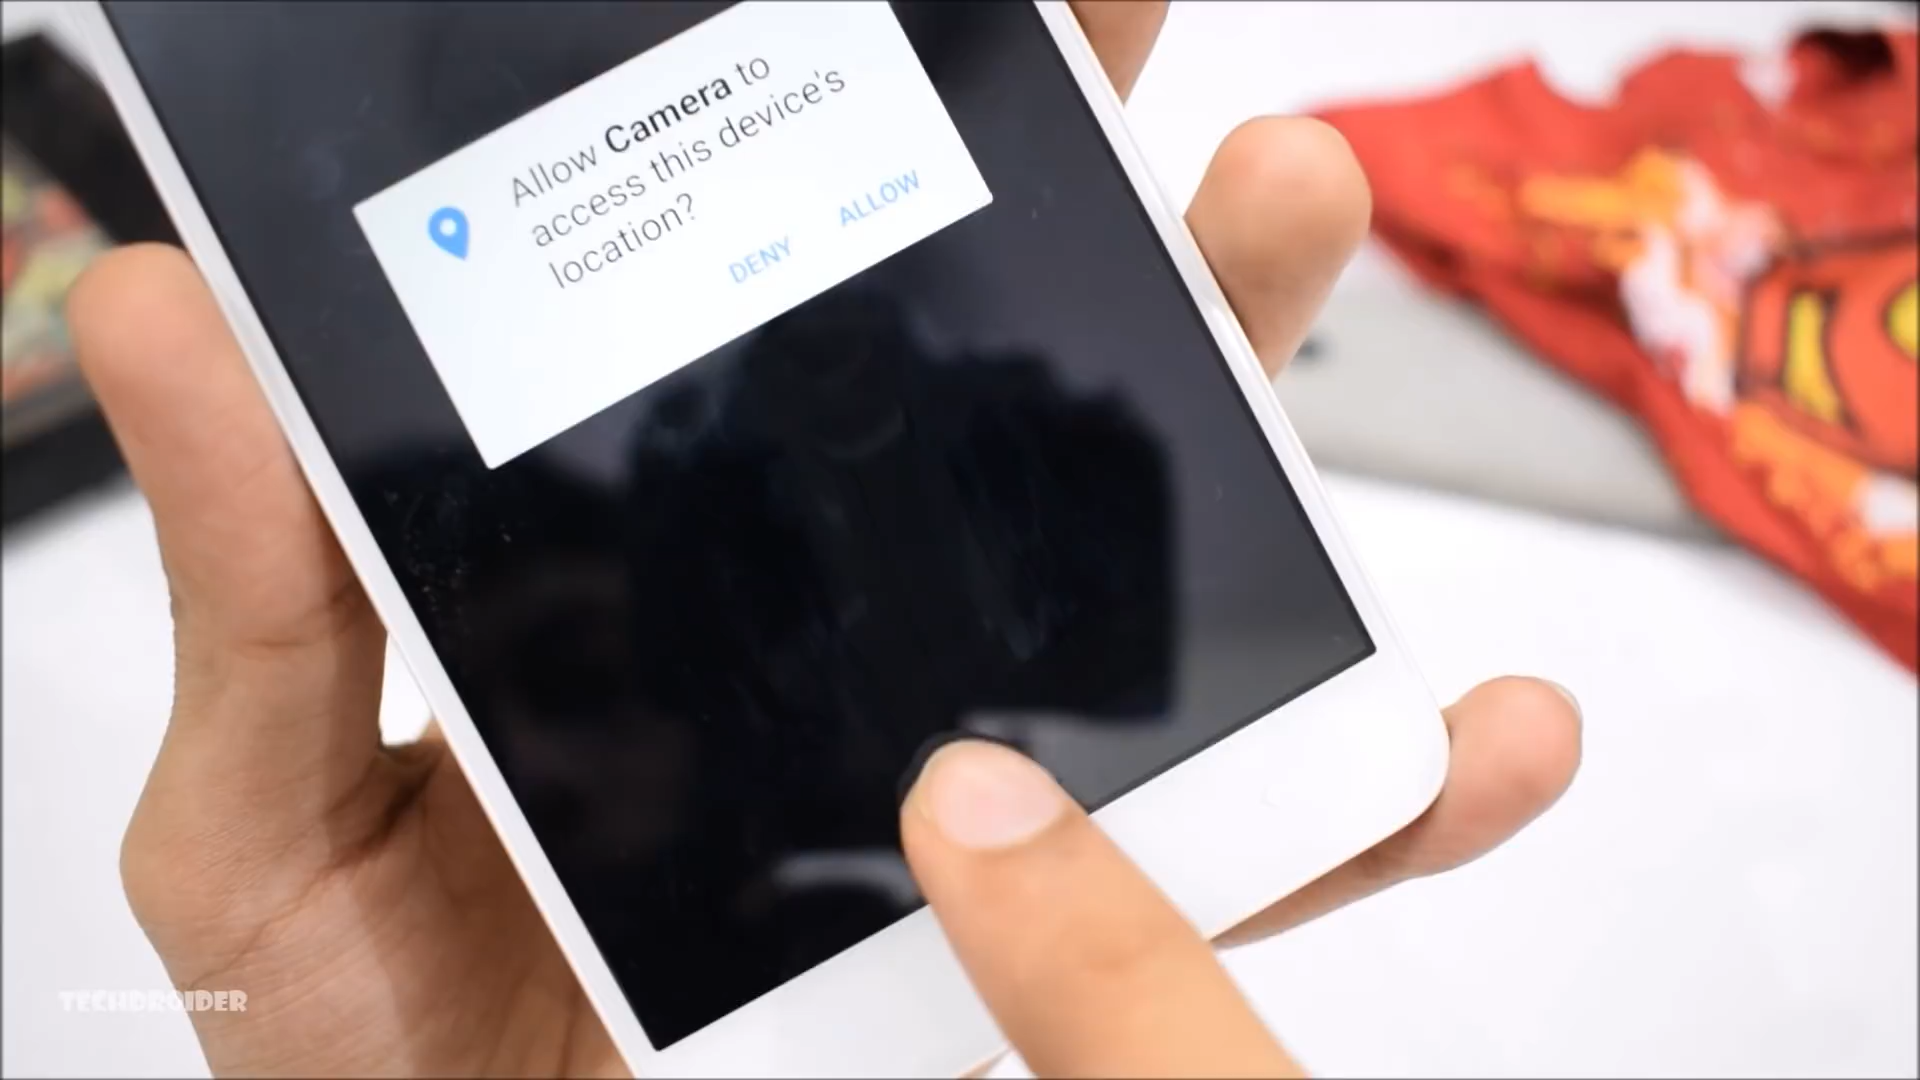 Allow Camera to
access this device's
location?
DENY ALLOW
TECHDROIDER